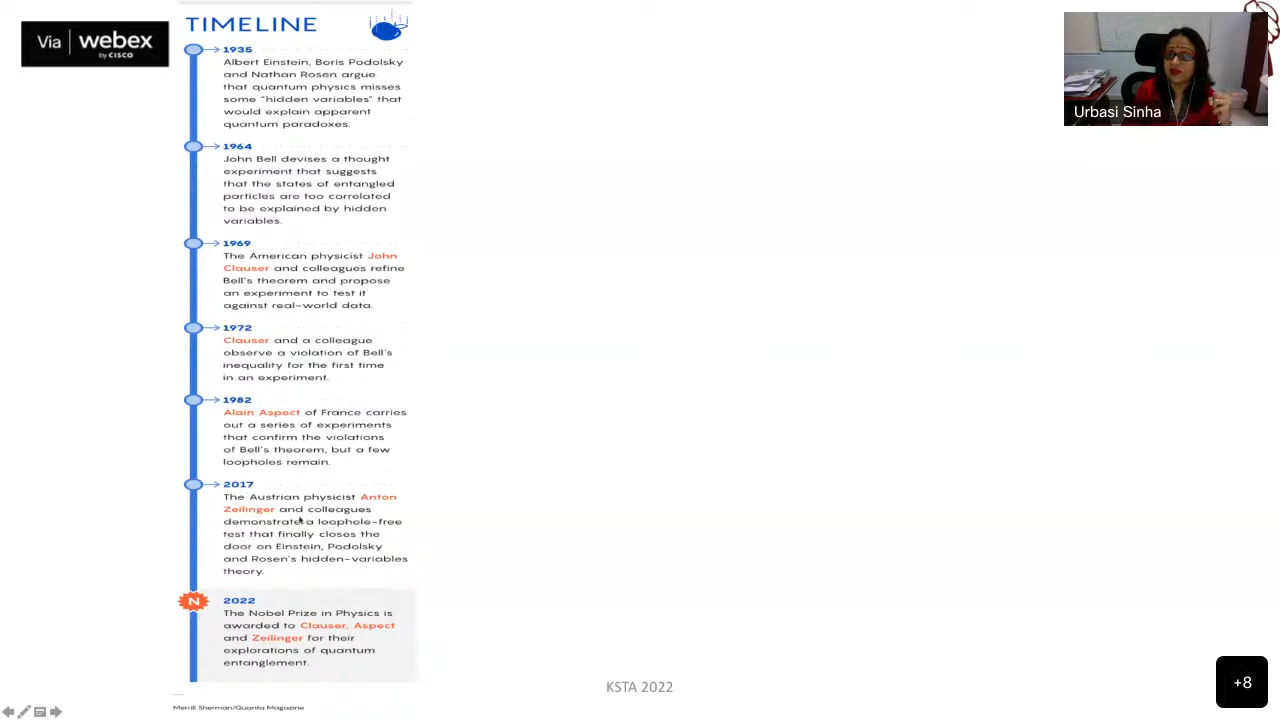 TIMELINE
Via webex
by CISCO
1935
Albert Einstein, Boris Podolsky
and Nathan Rosen argue
that quantum physics misses
some “hidden variables” that
would explain apparent
quantum paradoxes.
1964
John Bell devises a thought
experiment that suggests
that the states of entangled
particles are too correlated
to be explained by hidden
variables.
1969
The American physicist John
Clauser and colleagues refine
Bell’s theorem and propose
an experiment to test it
against real-world data.
1972
Clauser and a colleague
observe a violation of Bell’s
inequality for the first time
in an experiment.
1982
Alain Aspect of France carries
out a series of experiments
that confirm the violations
of Bell’s theorem, but a few
loopholes remain.
2017
The Austrian physicist Anton
Zeilinger and colleagues
demonstrate a loophole-free
test that finally closes the
door on Einstein, Podolsky
and Rosen’s hidden-variables
theory.
N
2022
The Nobel Prize in Physics is
awarded to Clauser, Aspect
and Zeilinger for their
explorations of quantum
entanglement.
Merrill Sherman/Quanta Magazine
KSTA 2022
Urbasi Sinha
+8